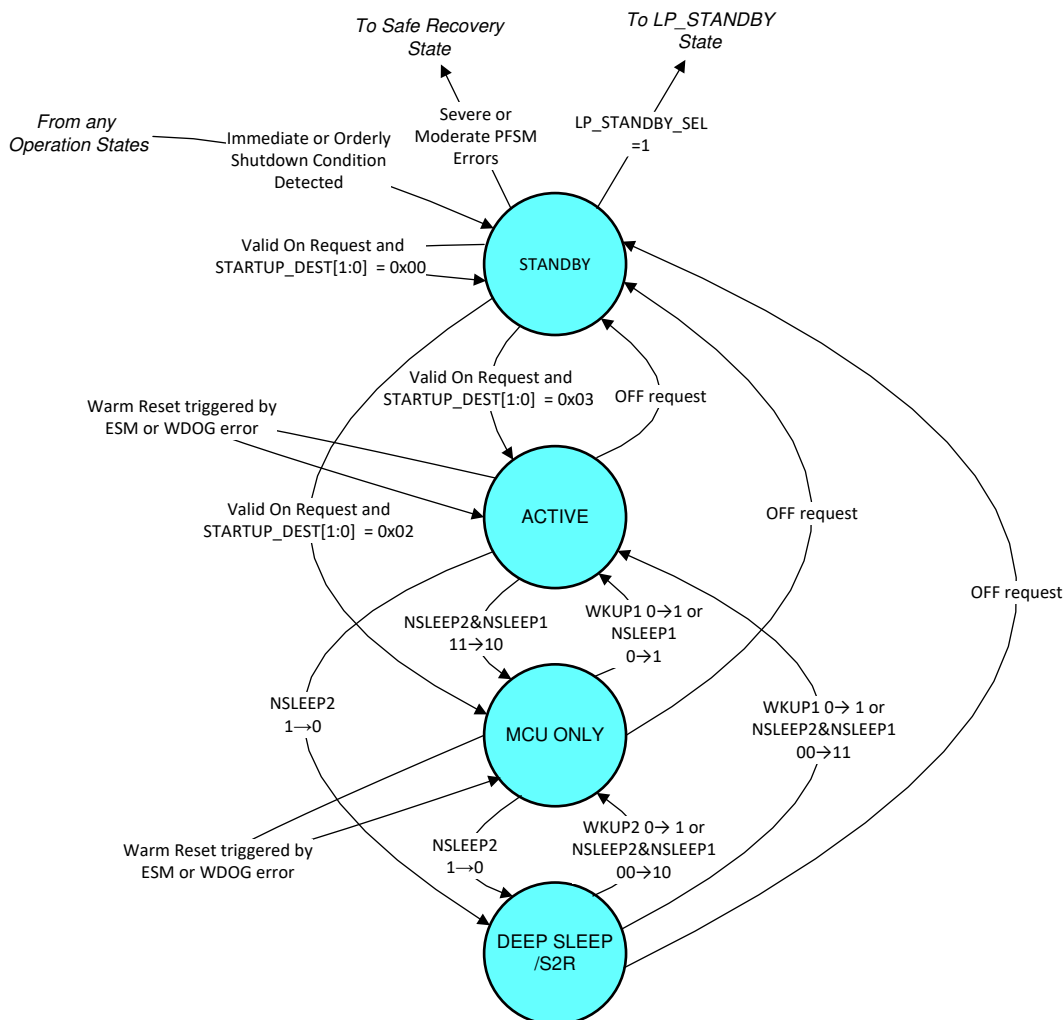 To Safe Recovery
State
To LP_STANDBY
State
From any
Operation States
Immediate or Orderly
Shutdown Condition
Detected
Severe or
Moderate PFSM
Errors
LP_STANDBY_SEL
=1
Valid On Request and
STARTUP_DEST[1:0] = 0x00
STANDBY
Valid On Request and
STARTUP_DEST[1:0] = 0x03
OFF request
Warm Reset triggered by
ESM or WDOG error
Valid On Request and
STARTUP_DEST[1:0] = 0x02
ACTIVE
OFF request
OFF request
NSLEEP2&NSLEEP1
11→10
WKUP1 0→1 or
NSLEEP1
0→1
NSLEEP2
1→0
MCU ONLY
WKUP1 0→ 1 or
NSLEEP2&NSLEEP1
00→11
Warm Reset triggered by
ESM or WDOG error
NSLEEP2
1→0
WKUP2 0→ 1 or
NSLEEP2&NSLEEP1
00→10
DEEP SLEEP
/S2R